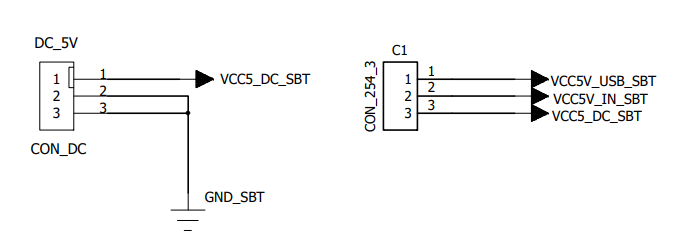 DC_5V
1
2
3
1
2
3
VCC5_DC_SBT
CON_DC
GND_SBT
C1
CON_254_3
1
2
3
1
2
3
VCC5V_USB_SBT
VCC5V_IN_SBT
VCC5_DC_SBT